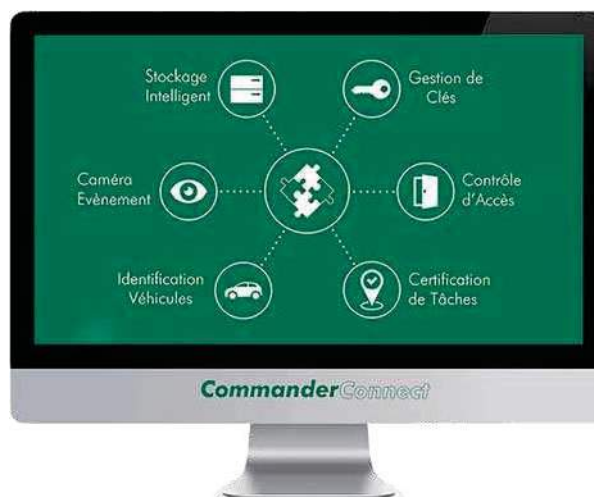 Stockage
Intelligent
Gestion de
Clés
Caméra
Evènement
Contrôle
d'Accès
Identification
Véhicules
Certification
de Tâches
CommanderConnect